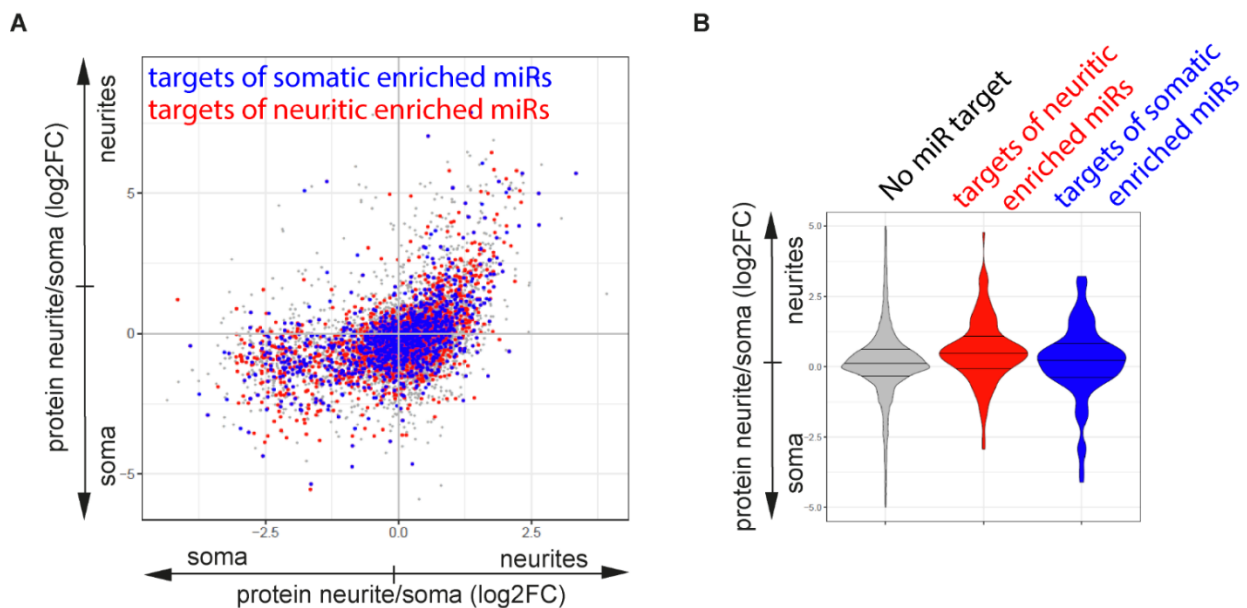 A
targets of somatic enriched miRs
targets of neuritic enriched miRs
protein neurite/soma (log2FC)
neurites
soma
5
0
−5
−2.5
0.0
2.5
soma
neurites
protein neurite/soma (log2FC)
B
No miR target
targets of neuritic
enriched miRs
targets of somatic
enriched miRs
protein neurite/soma (log2FC)
neurites
soma
5.0
2.5
0.0
−2.5
−5.0